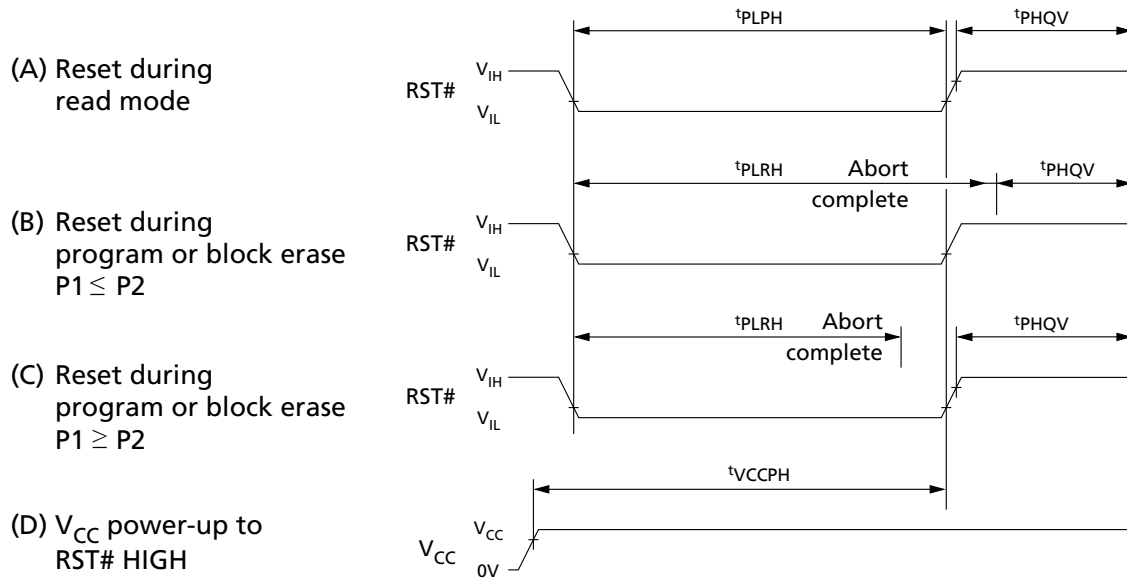 tPLPH
tPHQV
(A) Reset during
read mode
RST#
VIH
VIL
tPLRH
Abort
complete
tPHQV
(B) Reset during
program or block erase
P1 ≤ P2
RST#
VIH
VIL
tPLRH
Abort
complete
tPHQV
(C) Reset during
program or block erase
P1 ≥ P2
RST#
VIH
VIL
tVCCPH
(D) VCC power-up to
RST# HIGH
VCC
VCC
0V